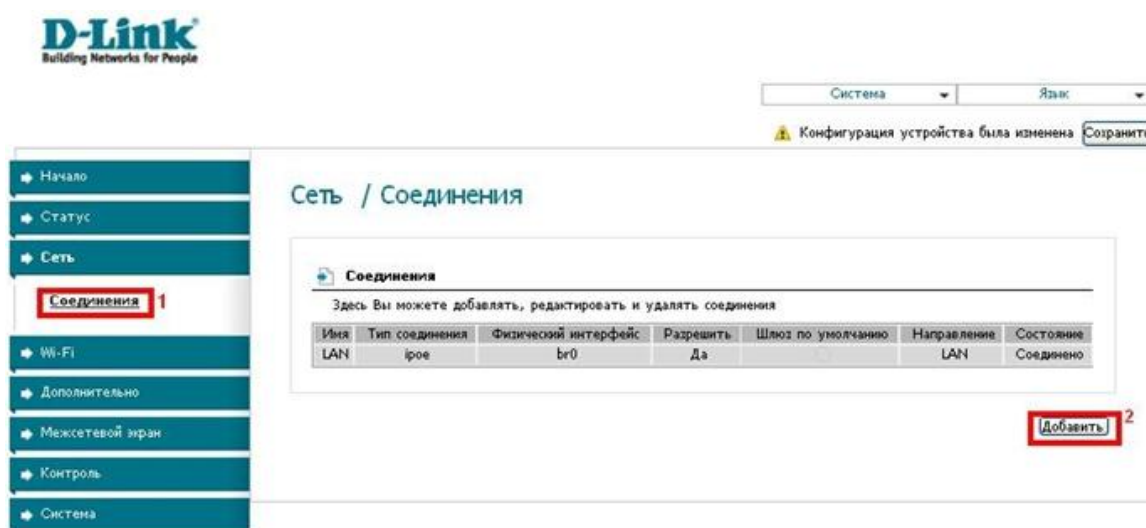 D-Link
Building Networks for People
Система Язык
Конфигурация устройства была изменена Сохранить
Начало
Статус
Сеть
Соединения 1
Wi-Fi
Дополнительно
Межсетевой экран
Контроль
Система
Сеть / Соединения
Соединения
Здесь Вы можете добавлять, редактировать и удалять соединения
Имя Тип соединения Физический интерфейс Разрешить Шлюз по умолчанию Направление Состояние
LAN ipoe br0 Да LAN Соединено
Добавить 2